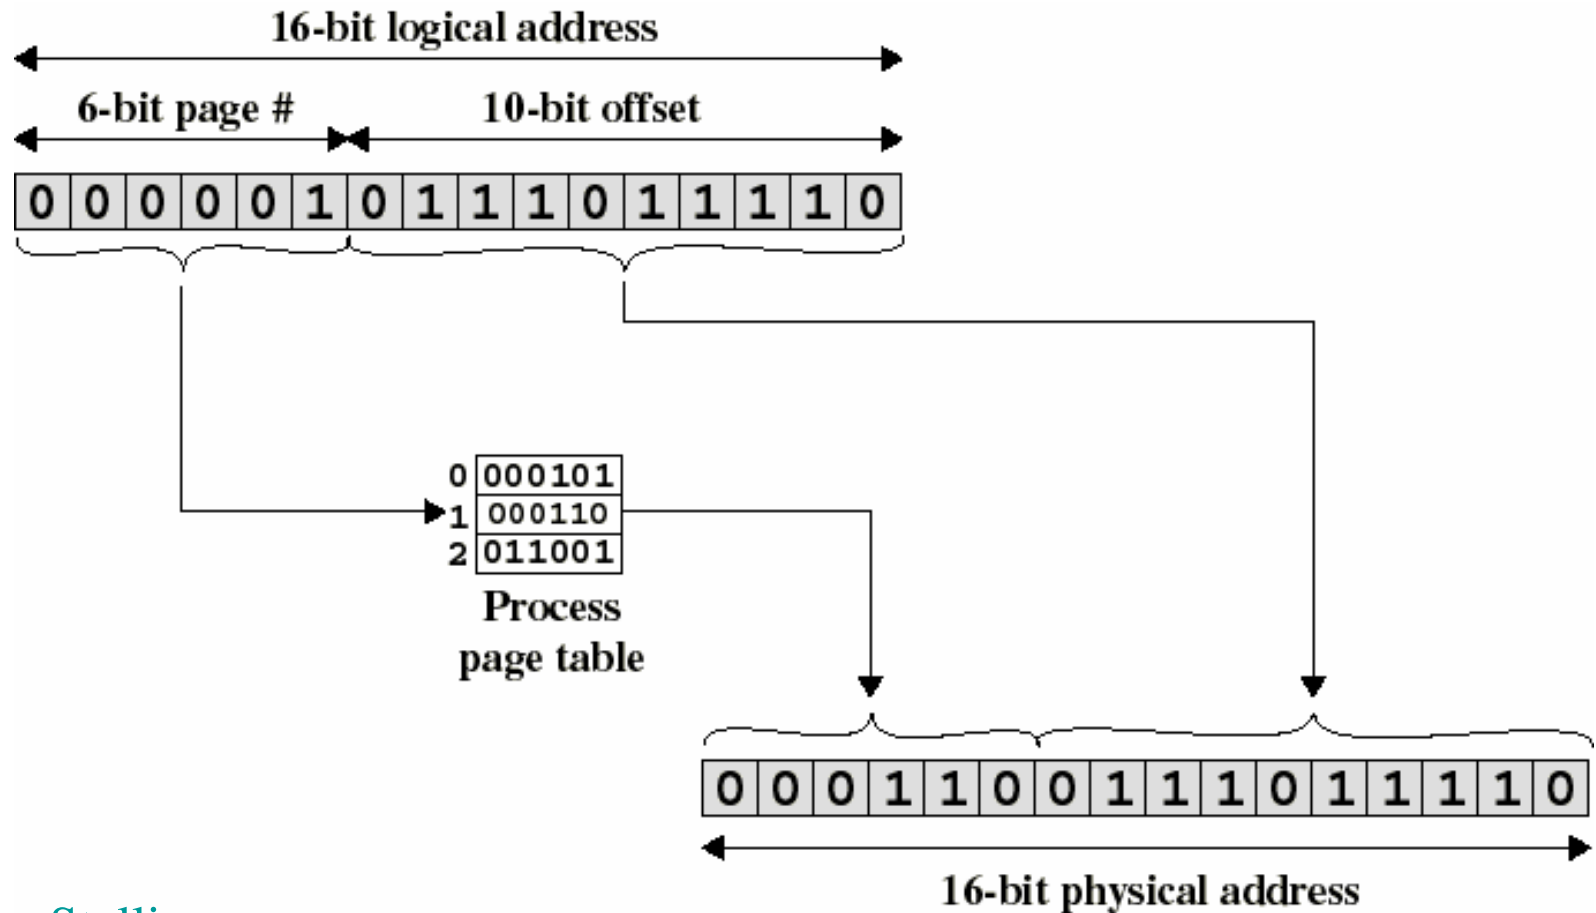 16-bit logical address
6-bit page # 10-bit offset
0 0 0 0 0 1 0 1 1 1 0 1 1 1 1 0
0 000101
1 000110
2 011001
Process
page table
0 0 0 1 1 0 0 1 1 1 0 1 1 1 1 0
16-bit physical address